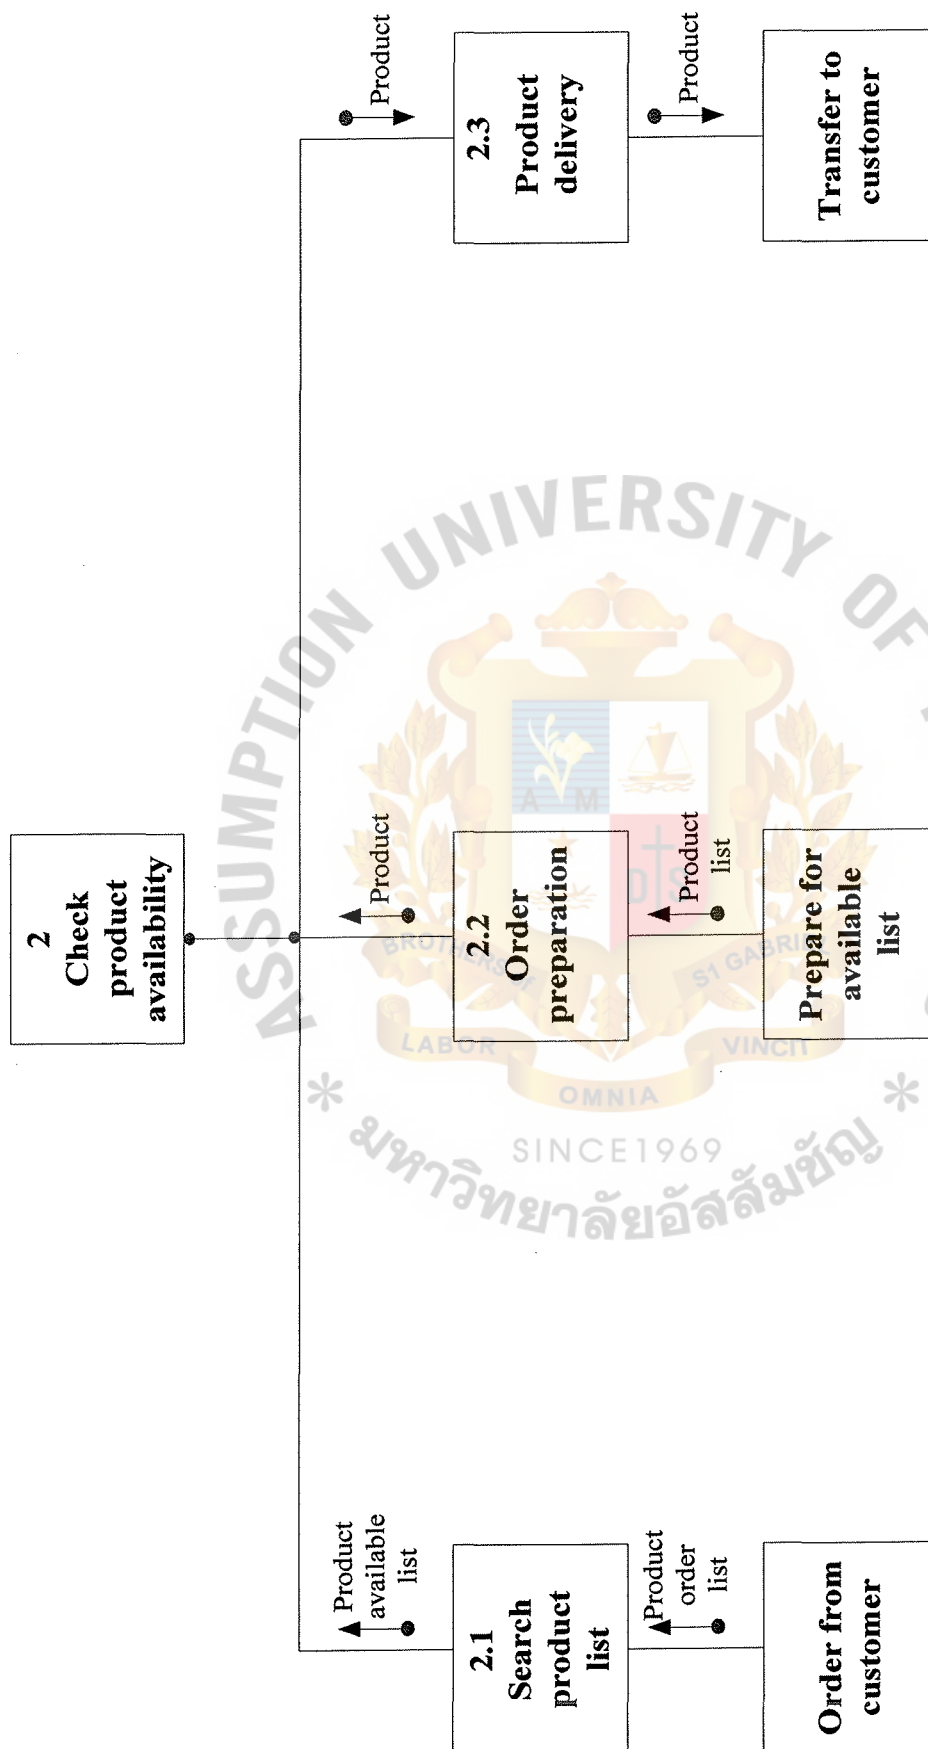 2
Check
product
availability
Product
available
list
Product
Product
2.1
Search
product
list
2.2
Order
preparation
2.3
Product
delivery
Product
order
list
Product
list
Product
Order from
customer
Prepare for
available
list
Transfer to
customer
ASSUMPTION UNIVERSITY OF
A M
D S
BROTHERS OF
S1 GABRIE
LABOR
OMNIA
VINCIT
SINCE1969
* มหาวิทยาลัยอัสสัมชัญ *